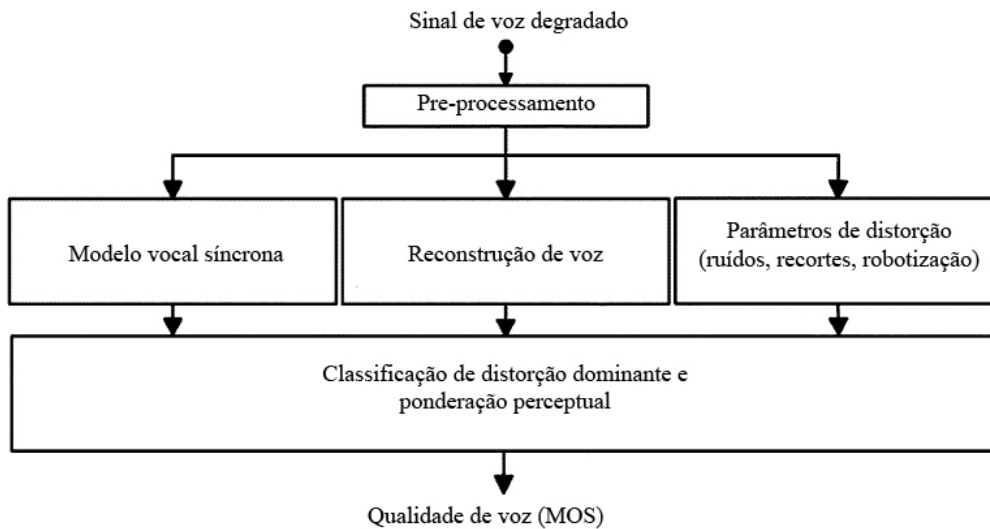 Sinal de voz degradado
Pre-processamento
Modelo vocal síncrona
Reconstrução de voz
Parâmetros de distorção
(ruídos, recortes, robotização)
Classificação de distorção dominante e
ponderação perceptual
Qualidade de voz (MOS)